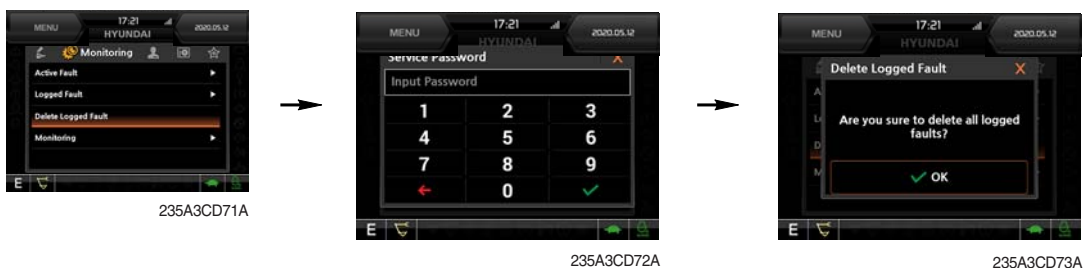 MENU
17:21
HYUNDAI
2020.05.12
Monitoring
Active Fault
Logged Fault
Delete Logged Fault
Monitoring
E
235A3CD71A
MENU
17:21
HYUNDAI
2020.05.12
Service Password
X
Input Password
1 2 3
4 5 6
7 8 9
0
E
235A3CD72A
MENU
17:21
HYUNDAI
2020.05.12
Delete Logged Fault X
A
L
D
M
Are you sure to delete all logged
faults?
OK
E
235A3CD73A